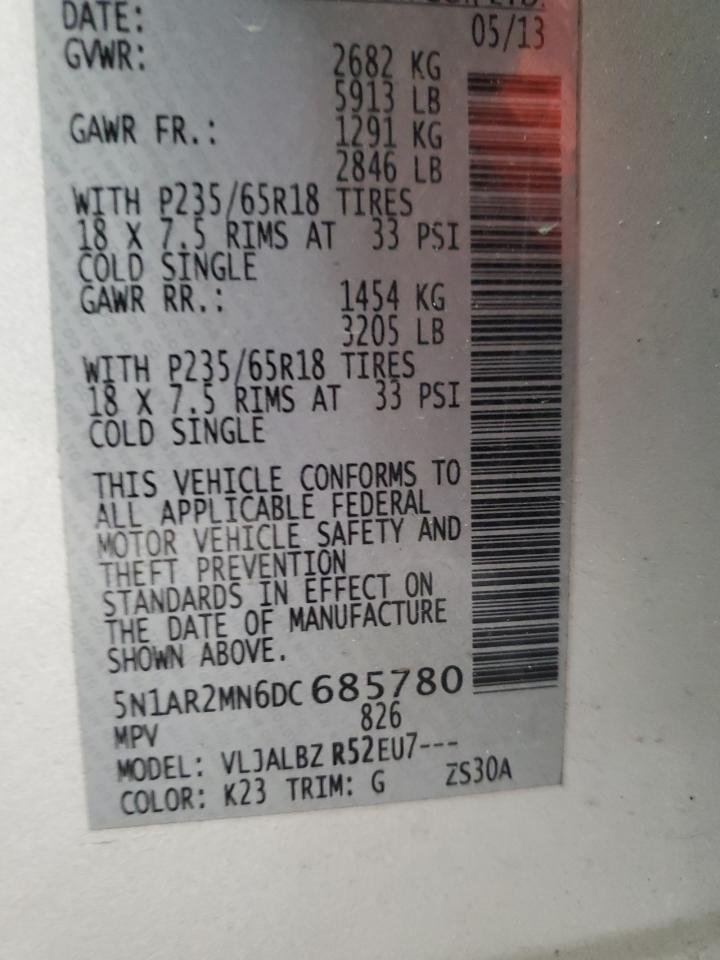 LTD.
DATE: 05/13
GVWR: 2682 KG
5913 LB
GAWR FR.: 1291 KG
2846 LB
WITH P235/65R18 TIRES
18 X 7.5 RIMS AT 33 PSI
COLD SINGLE
GAWR RR.: 1454 KG
3205 LB
WITH P235/65R18 TIRES
18 X 7.5 RIMS AT 33 PSI
COLD SINGLE
THIS VEHICLE CONFORMS TO
ALL APPLICABLE FEDERAL
MOTOR VEHICLE SAFETY AND
THEFT PREVENTION
STANDARDS IN EFFECT ON
THE DATE OF MANUFACTURE
SHOWN ABOVE.
5N1AR2MN6DC685780
MPV 826
MODEL: VLJALBZ R52EU7---
COLOR: K23 TRIM: G ZS30A